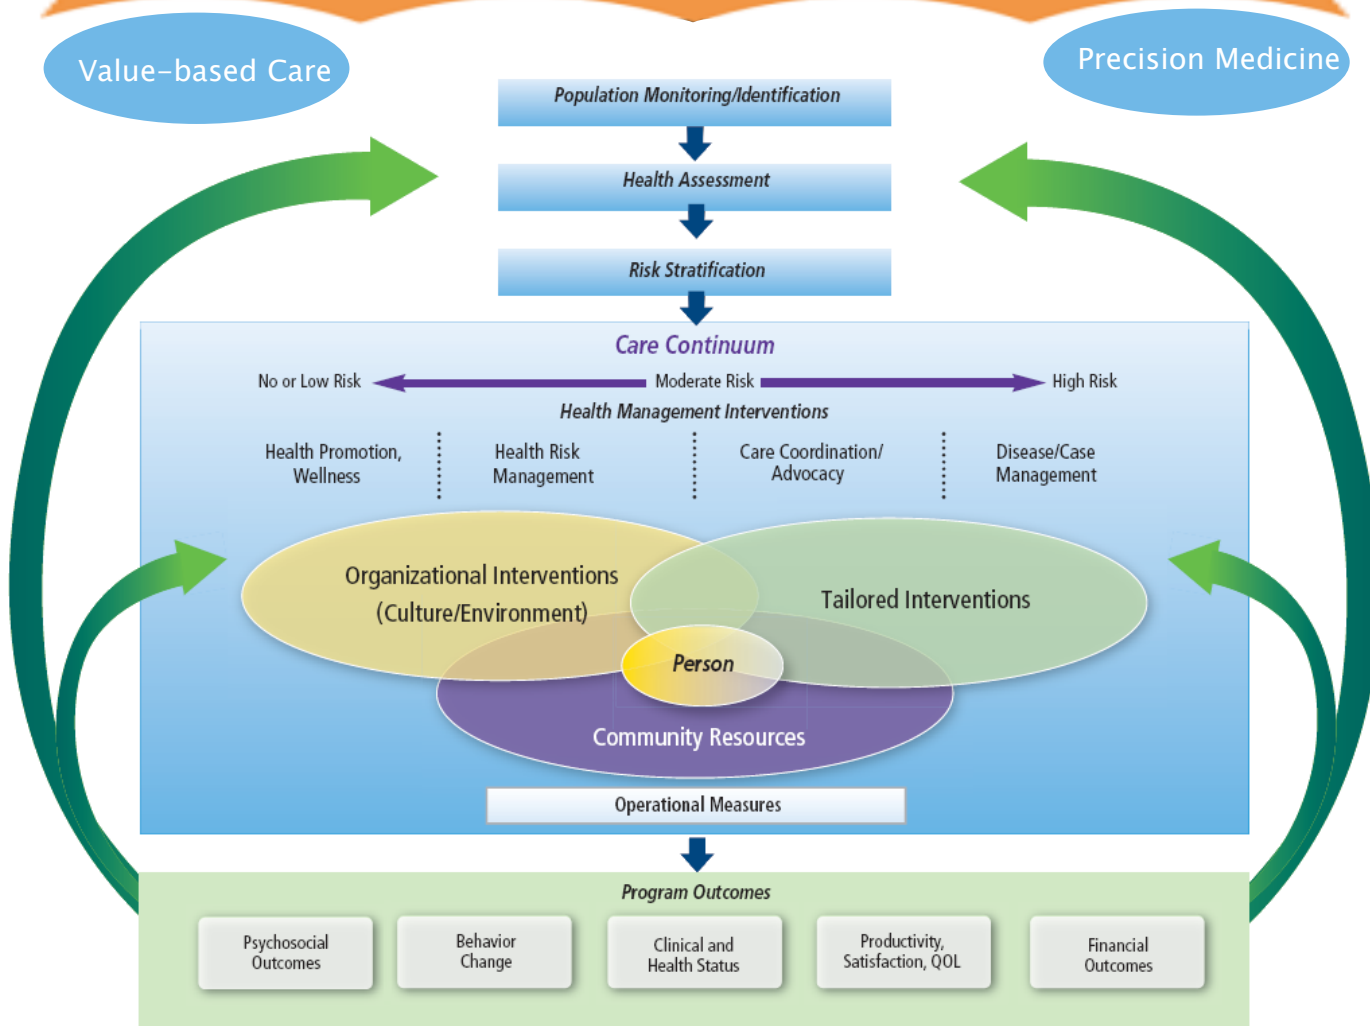 Value-based Care
Precision Medicine
Population Monitoring/Identification
Health Assessment
Risk Stratification
Care Continuum
No or Low Risk
Moderate Risk
High Risk
Health Management Interventions
Health Promotion,
Wellness
Health Risk
Management
Care Coordination/
Advocacy
Disease/Case
Management
Organizational Interventions
(Culture/Environment)
Tailored Interventions
Person
Community Resources
Operational Measures
Program Outcomes
Psychosocial
Outcomes
Behavior
Change
Clinical and
Health Status
Productivity,
Satisfaction, QOL
Financial
Outcomes